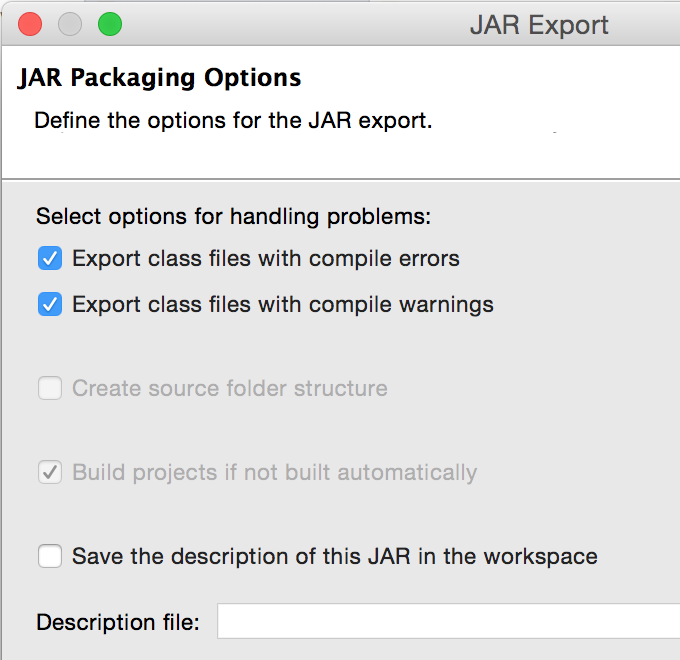 JAR Export
JAR Packaging Options
Define the options for the JAR export.
Select options for handling problems:
Export class files with compile errors
Export class files with compile warnings
Create source folder structure
Build projects if not built automatically
Save the description of this JAR in the workspace
Description file: